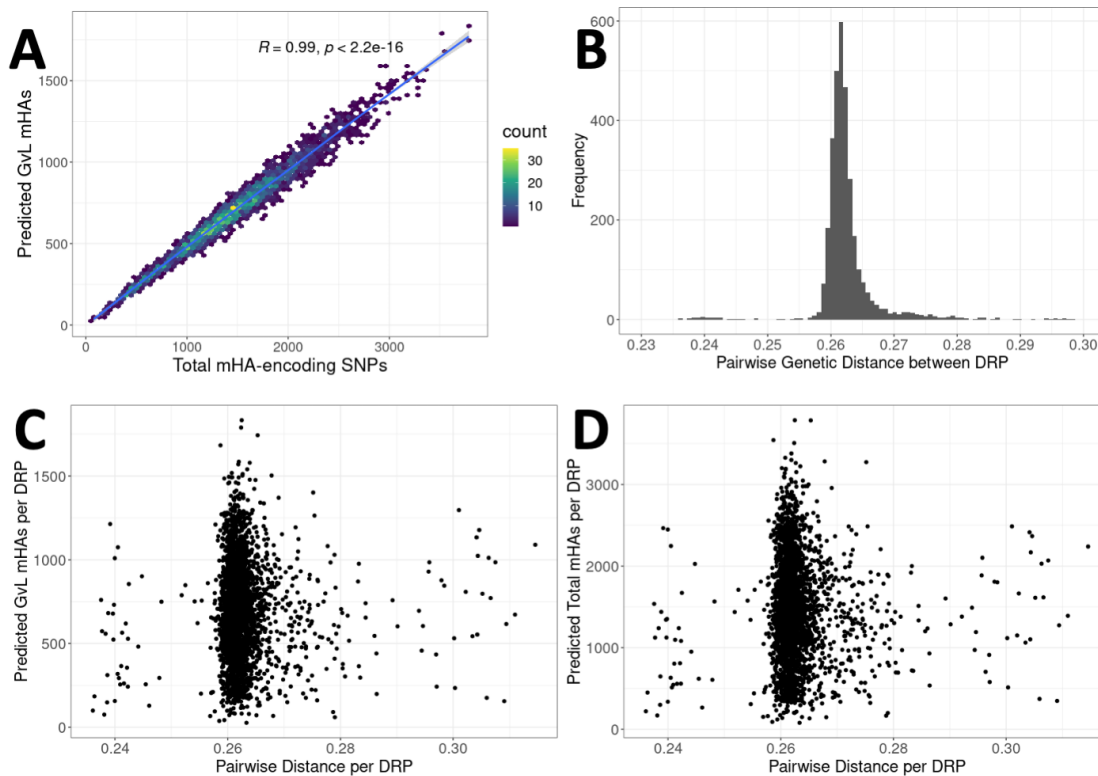 A
R = 0.99, p < 2.2e-16
Predicted GvL mHAs
1500
1000
500
0
0
1000
2000
3000
Total mHA-encoding SNPs
count
30
20
10
B
Frequency
600
400
200
0
0.23
0.24
0.25
0.26
0.27
0.28
0.29
0.30
Pairwise Genetic Distance between DRP
C
Predicted GvL mHAs per DRP
1500
1000
500
0
0.24
0.26
0.28
0.30
Pairwise Distance per DRP
D
Predicted Total mHAs per DRP
3000
2000
1000
0
0.24
0.26
0.28
0.30
Pairwise Distance per DRP